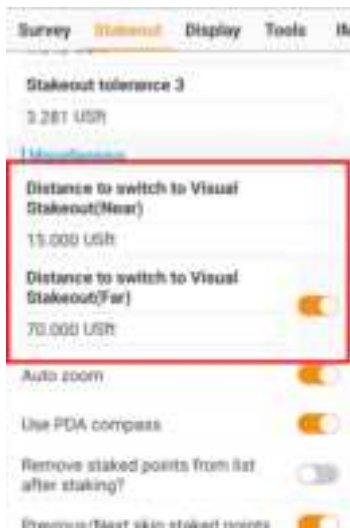 Survey Stakeout Display Tools
Stakeout tolerance 3
3.281 USft
Miscellaneous
Distance to switch to Visual
Stakeout(Near)
15.000 USft
Distance to switch to Visual
Stakeout(Far)
70.000 USft
Auto zoom
Use PDA compass
Remove staked points from list
after staking?
Previous/Next skip staked points